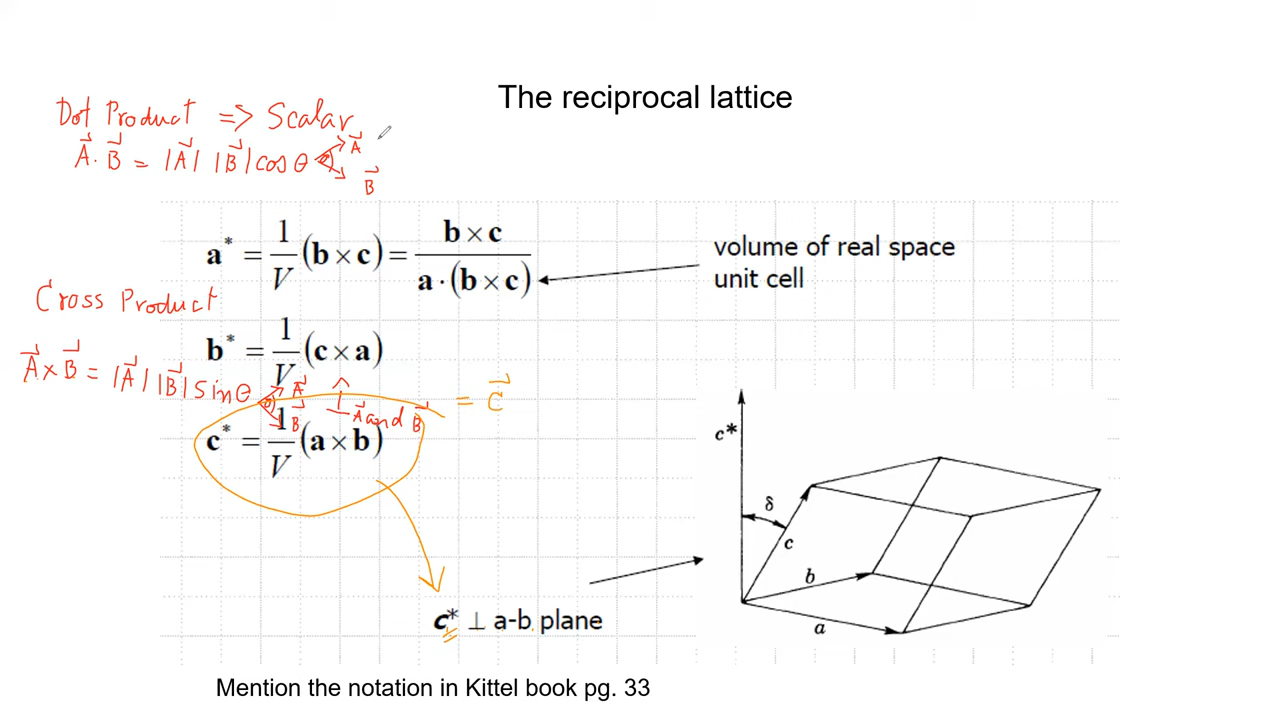 The reciprocal lattice
Dot Product => Scalar
A⃗ . B⃗ = |A⃗| |B⃗| cos θ A⃗ B⃗
a* = 1/V (b × c) = b × c / a · (b × c)
volume of real space
unit cell
Cross Product
b* = 1/V (c × a)
A⃗ × B⃗ = |A⃗| |B⃗| sin θ A⃗ B⃗ ⊥ A⃗ and B⃗ = C⃗
c* = 1/V (a × b)
c*
δ
c
b
a
c* ⊥ a-b plane
Mention the notation in Kittel book pg. 33